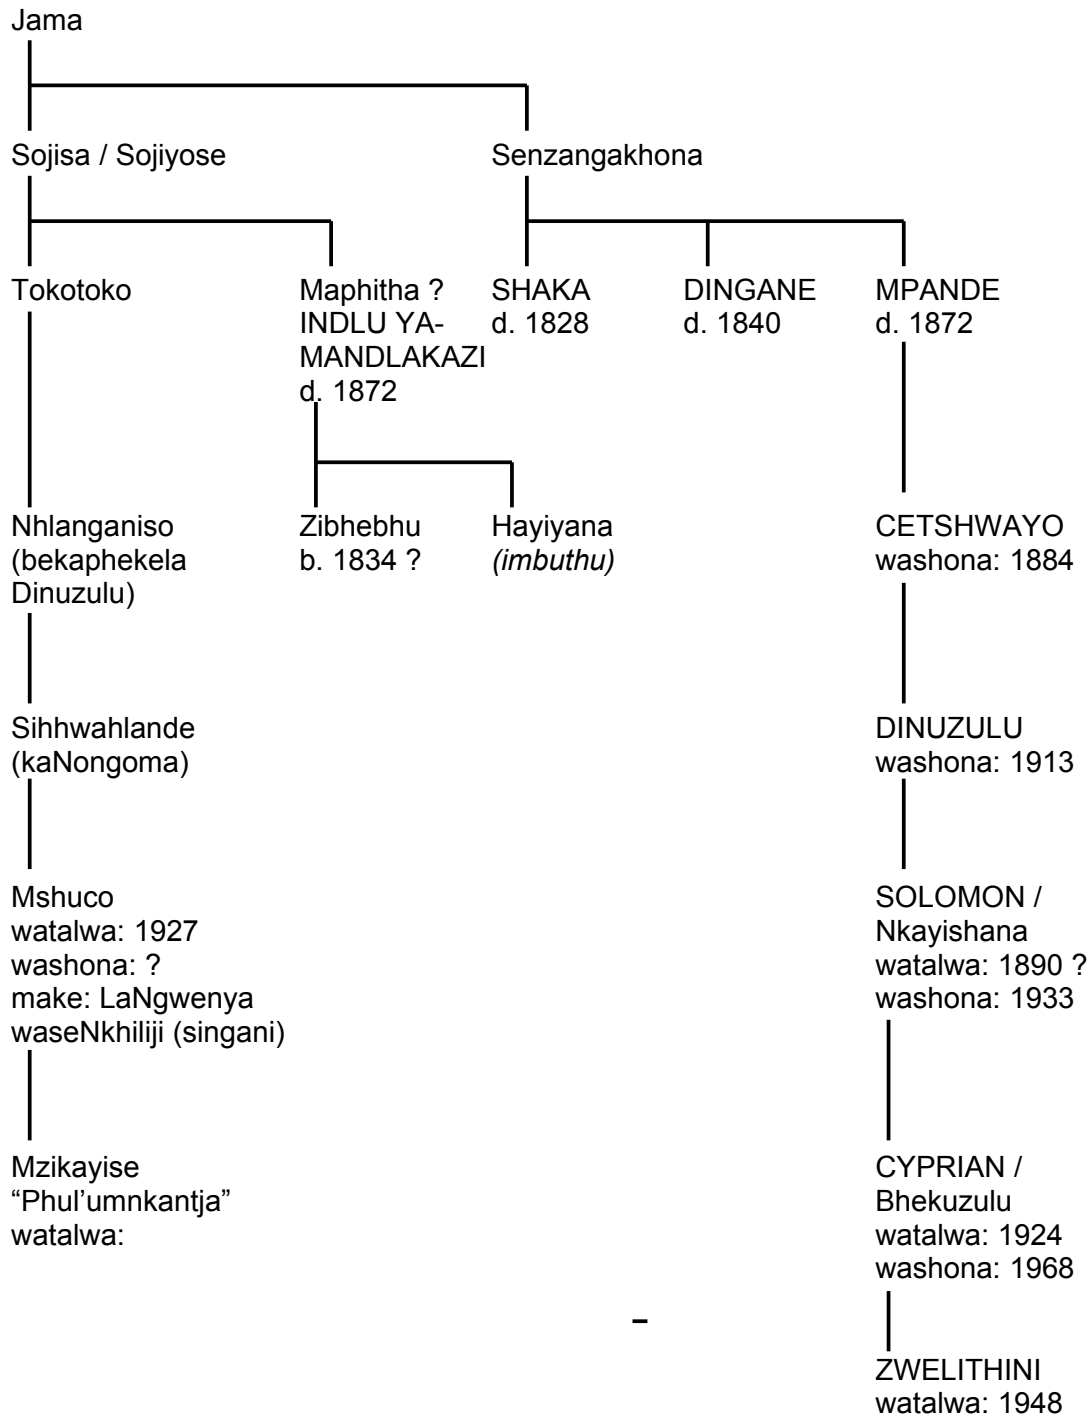 Jama
Sojisa / Sojiyose
Senzangakhona
Tokotoko
Maphitha ?
INDLU YA-
MANDLAKAZI
d. 1872
SHAKA
d. 1828
DINGANE
d. 1840
MPANDE
d. 1872
Nhlanganiso
(bekaphekela
Dinuzulu)
Zibhebhu
b. 1834 ?
Hayiyana
(imbuthu)
CETSHWAYO
washona: 1884
Sihhwahlande
(kaNongoma)
DINUZULU
washona: 1913
Mshuco
watalwa: 1927
washona: ?
make: LaNgwenya
waseNkhiliji (singani)
SOLOMON /
Nkayishana
watalwa: 1890 ?
washona: 1933
Mzikayise
“Phul’umnkantja”
watalwa:
CYPRIAN /
Bhekuzulu
watalwa: 1924
washona: 1968
ZWELITHINI
watalwa: 1948